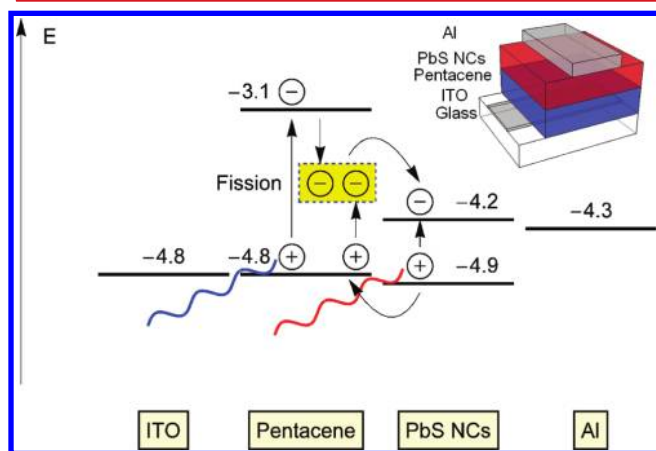 E
Al
PbS NCs
Pentacene
ITO
Glass
−3.1 −
Fission
− −
− −4.2
−4.3
−4.8
−4.8 + + +
−4.9
ITO
Pentacene
PbS NCs
Al